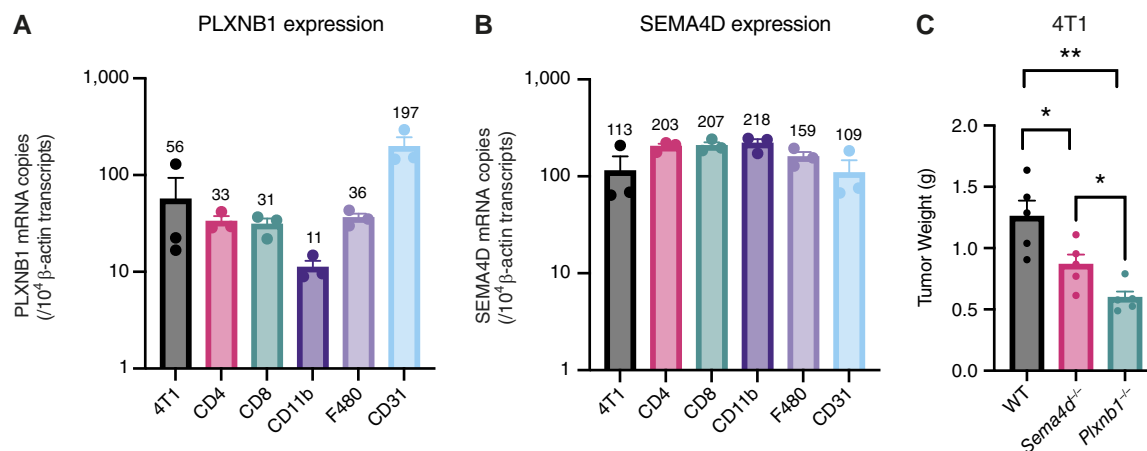 A
PLXNB1 expression
PLXNB1 mRNA copies
(/10⁴ β-actin transcripts)
1,000
100
10
1
56
33
31
11
36
197
4T1
CD4
CD8
CD11b
F480
CD31
B
SEMA4D expression
SEMA4D mRNA copies
(/10⁴ β-actin transcripts)
1,000
100
10
1
113
203
207
218
159
109
4T1
CD4
CD8
CD11b
F480
CD31
C
4T1
**
*
*
Tumor Weight (g)
2.0
1.5
1.0
0.5
0.0
WT
Sema4d⁻/⁻
Plxnb1⁻/⁻